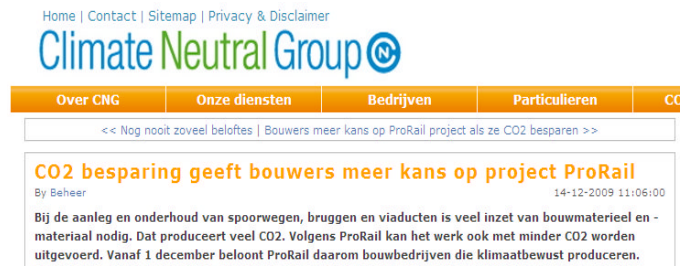 Home | Contact | Sitemap | Privacy & Disclaimer
Climate Neutral Group CN
Over CNG Onze diensten Bedrijven Particulieren CO
<< Nog nooit zoveel beloftes | Bouwers meer kans op ProRail project als ze CO2 besparen >>
CO2 besparing geeft bouwers meer kans op project ProRail
By Beheer 14-12-2009 11:06:00
Bij de aanleg en onderhoud van spoorwegen, bruggen en viaducten is veel inzet van bouwmaterieel en -
materiaal nodig. Dat produceert veel CO2. Volgens ProRail kan het werk ook met minder CO2 worden
uitgevoerd. Vanaf 1 december beloont ProRail daarom bouwbedrijven die klimaatbewust produceren.